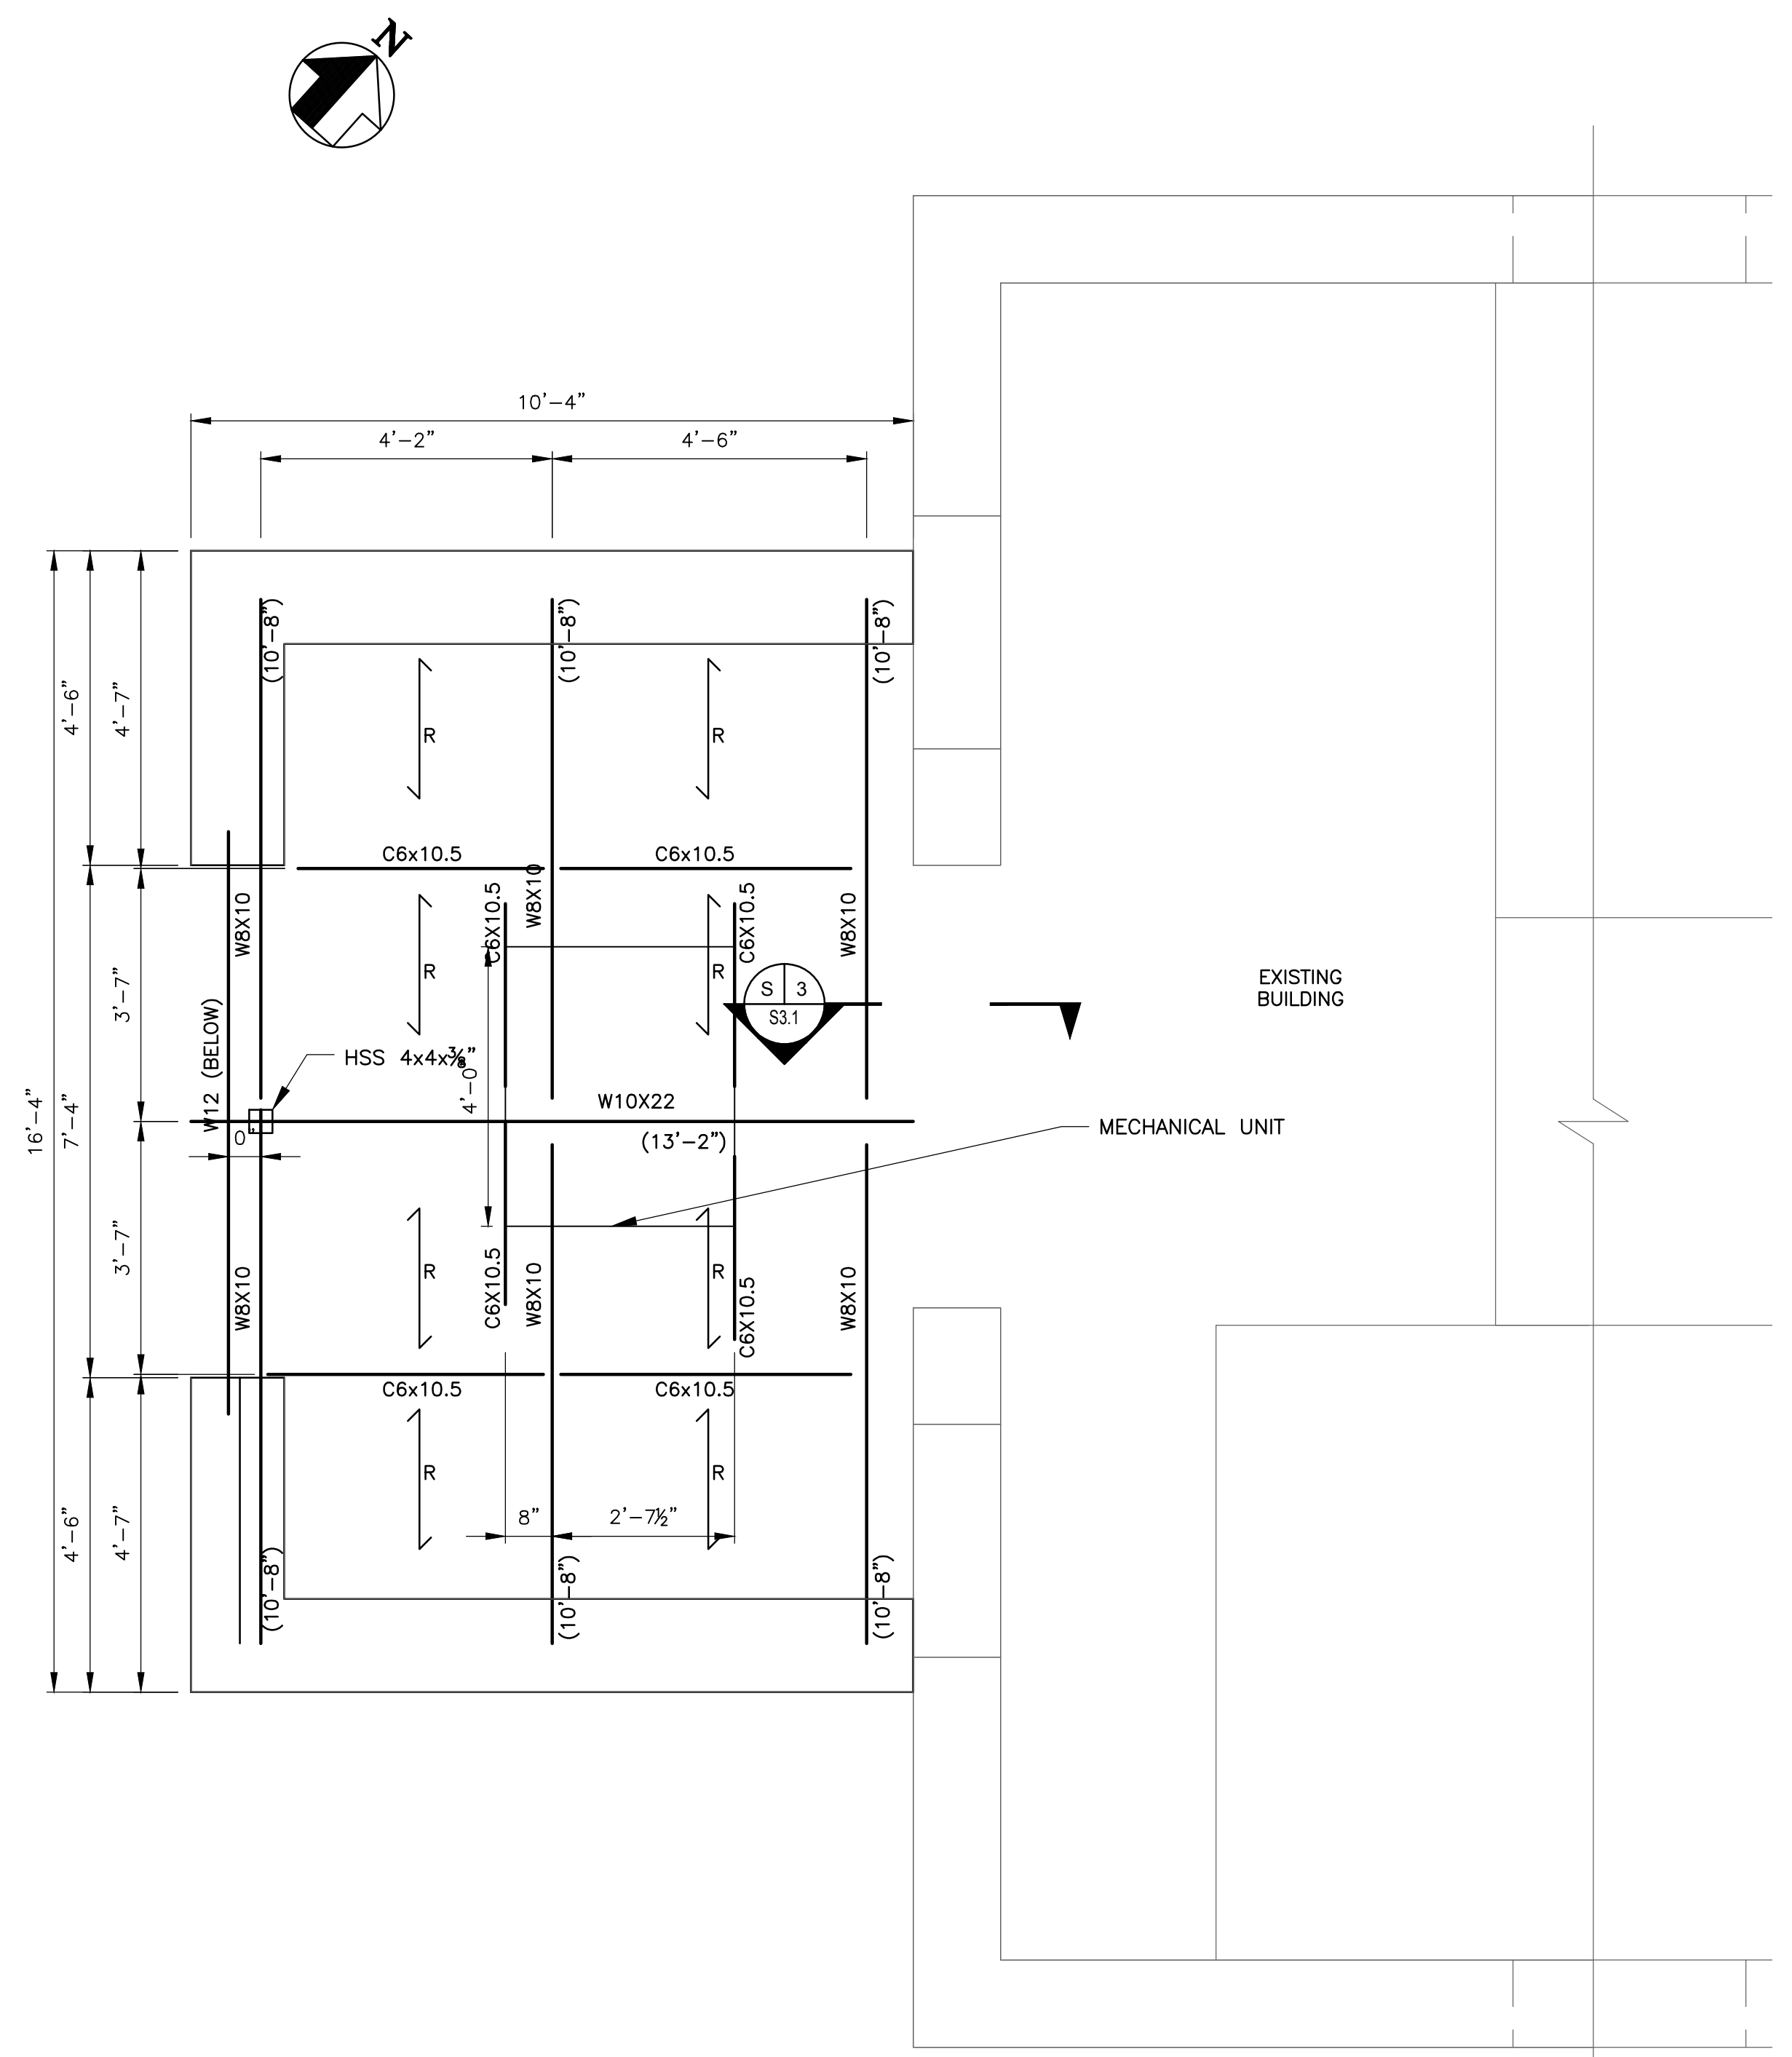 N
10'-4"
4'-2"
4'-6"
(10'-8")
(10'-8")
(10'-8")
4'-6"
4'-7"
R
R
C6x10.5
C6x10.5
W8X10
C6X10.5
W8X10
C6X10.5
W8X10
R
R
3'-7"
S
3
S3.1
EXISTING
BUILDING
W12 (BELOW)
HSS 4x4x⅜"
4'-0"
16'-4"
7'-4"
W10X22
(13'-2")
MECHANICAL UNIT
0"
3'-7"
W8X10
R
C6X10.5
W8X10
R
C6X10.5
W8X10
C6x10.5
C6x10.5
R
R
4'-6"
4'-7"
8"
2'-7½"
(10'-8")
(10'-8")
(10'-8")